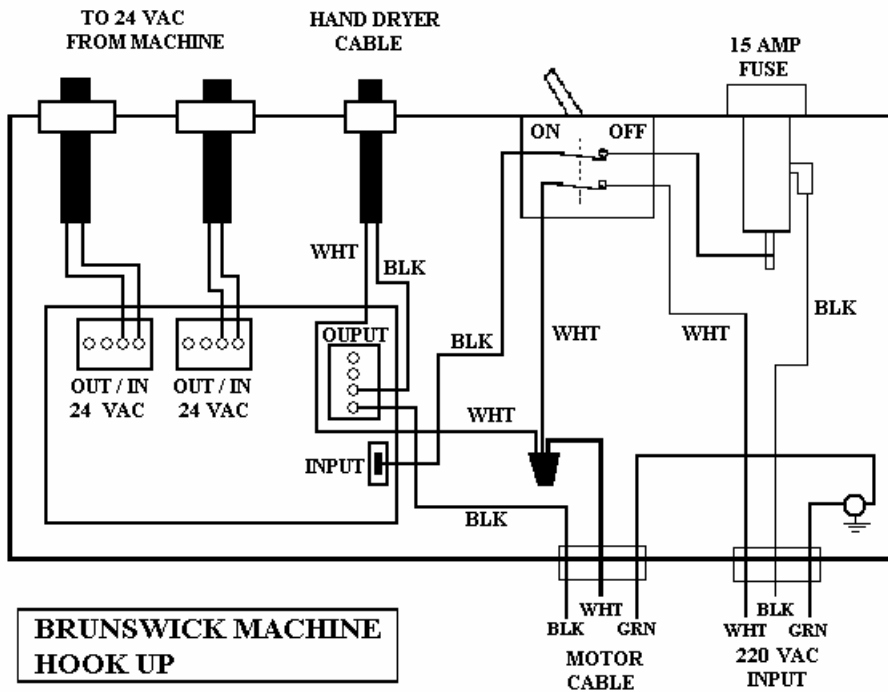 TO 24 VAC
FROM MACHINE
HAND DRYER
CABLE
15 AMP
FUSE
ON OFF
WHT
BLK
BLK
WHT
WHT
BLK
OUPUT
OUT / IN
24 VAC
OUT / IN
24 VAC
WHT
INPUT
BLK
WHT
BLK GRN
MOTOR
CABLE
BLK
WHT GRN
220 VAC
INPUT
BRUNSWICK MACHINE
HOOK UP